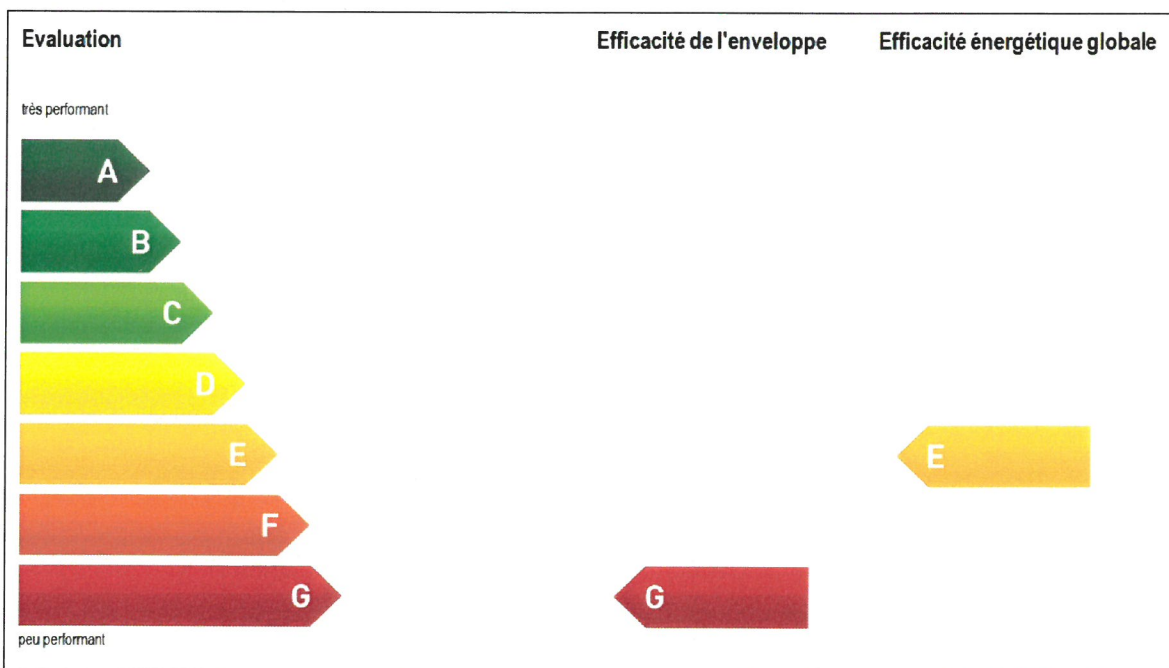 Evaluation Efficacité de l'enveloppe Efficacité énergétique globale
très performant
A
B
C
D
E E
F
G G
peu performant